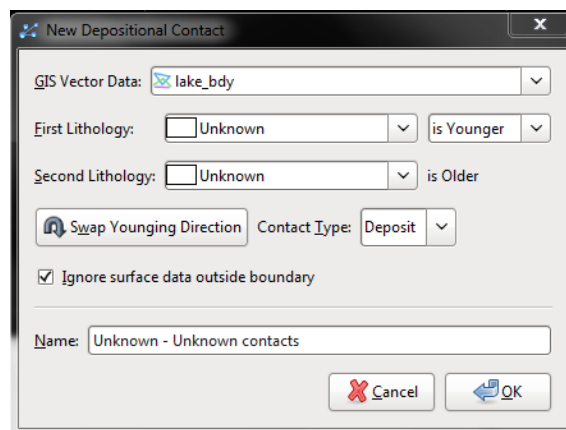 New Depositional Contact
x
GIS Vector Data: lake_bdy
First Lithology: Unknown is Younger
Second Lithology: Unknown is Older
Swap Younging Direction Contact Type: Deposit
Ignore surface data outside boundary
Name: Unknown - Unknown contacts
Cancel OK